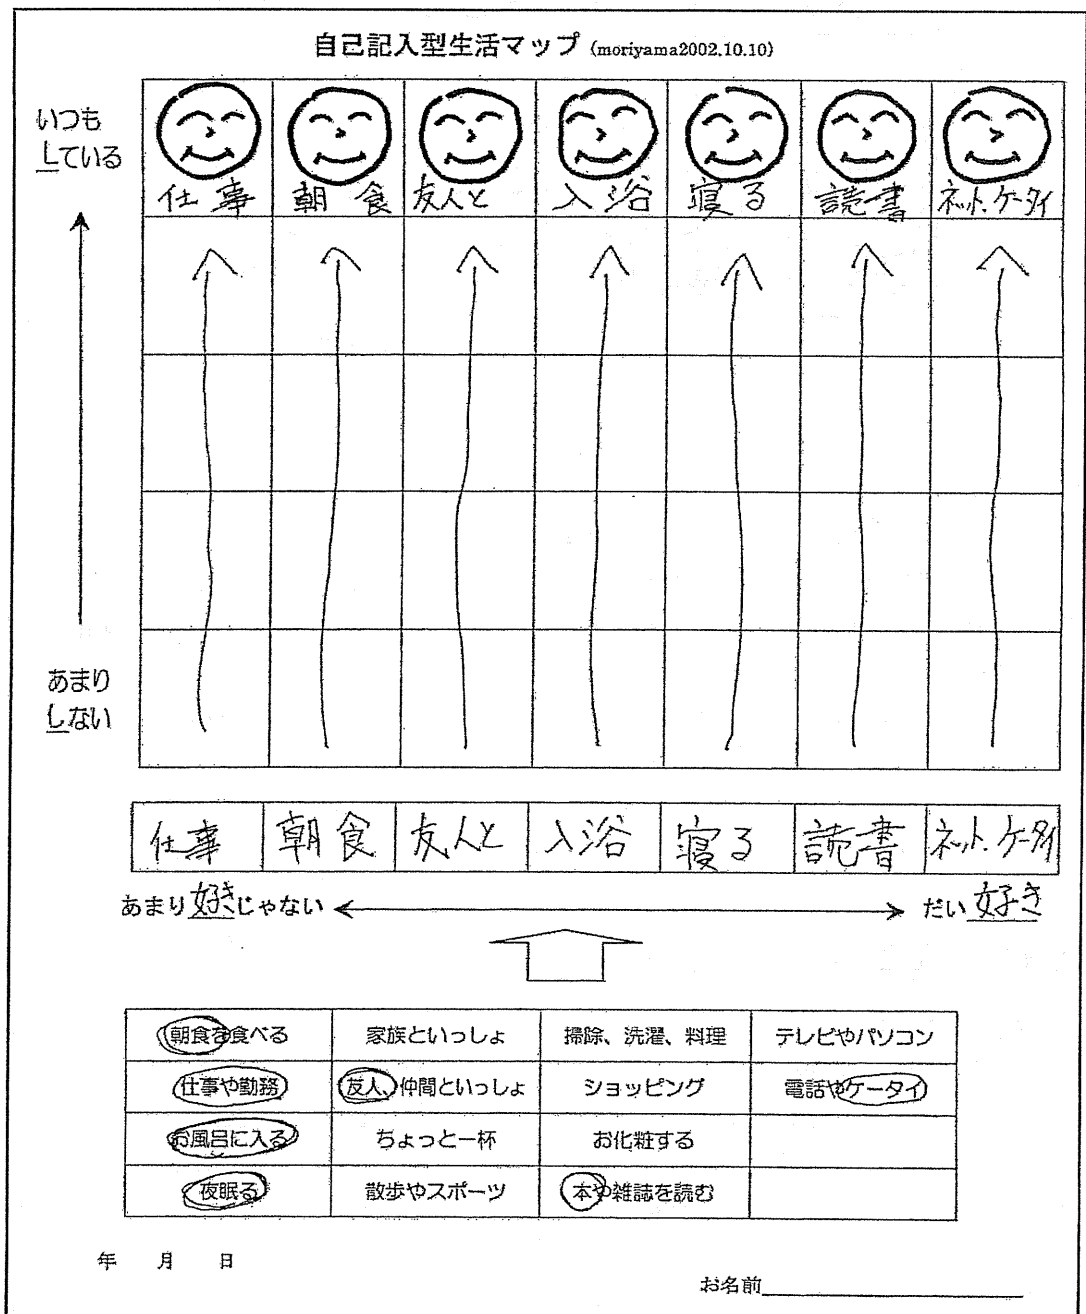 自己記入型生活マップ (moriyama2002.10.10)
いつも
している
仕事 朝食 友人と 入浴 寝る 読書 ネット、ケータイ
あまり
しない
仕事 朝食 友人と 入浴 寝る 読書 ネット、ケータイ
あまり好きじゃない だい好き
朝食を食べる 家族といっしょ 掃除、洗濯、料理 テレビやパソコン
仕事や勤務 友人、仲間といっしょ ショッピング 電話やケータイ
お風呂に入る ちょっと一杯 お化粧する
夜眠る 散歩やスポーツ 本や雑誌を読む
年 月 日
お名前